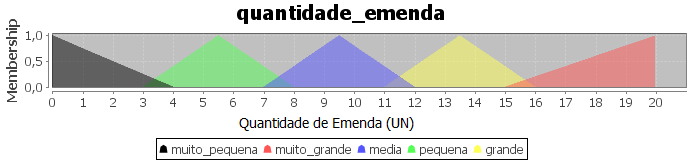 quantidade_emenda
Membership
1,0
0,5
0,0
0 1 2 3 4 5 6 7 8 9 10 11 12 13 14 15 16 17 18 19 20
Quantidade de Emenda (UN)
muito_pequena muito_grande media pequena grande